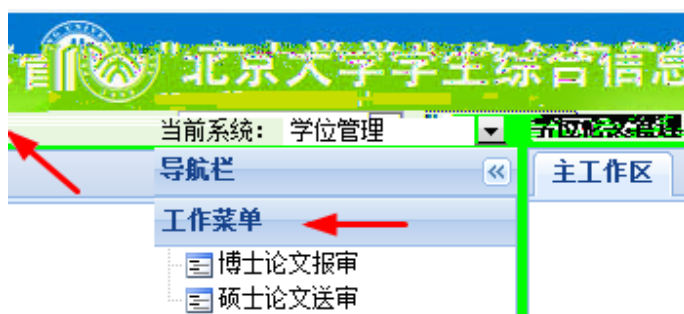 北京大学学生综合信息
当前系统： 学位管理
导航栏
主工作区
工作菜单
博士论文报审
硕士论文送审